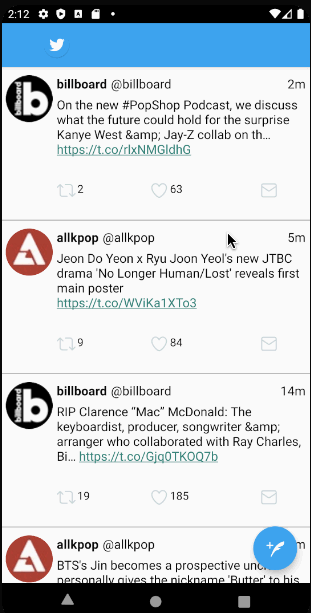 2:12
billboard @billboard 2m
On the new #PopShop Podcast, we discuss
what the future could hold for the surprise
Kanye West &amp; Jay-Z collab on th…
https://t.co/rlxNMGldhG
2 63
allkpop @allkpop 5m
Jeon Do Yeon x Ryu Joon Yeol's new JTBC
drama 'No Longer Human/Lost' reveals first
main poster
https://t.co/WViKa1XTo3
9 84
billboard @billboard 14m
RIP Clarence “Mac” McDonald: The
keyboardist, producer, songwriter &amp;
arranger who collaborated with Ray Charles,
Bi… https://t.co/Gjq0TKOQ7b
19 185
allkpop @allkpop
BTS's Jin becomes a prospective
personally gives the nickname 'Butter' to his